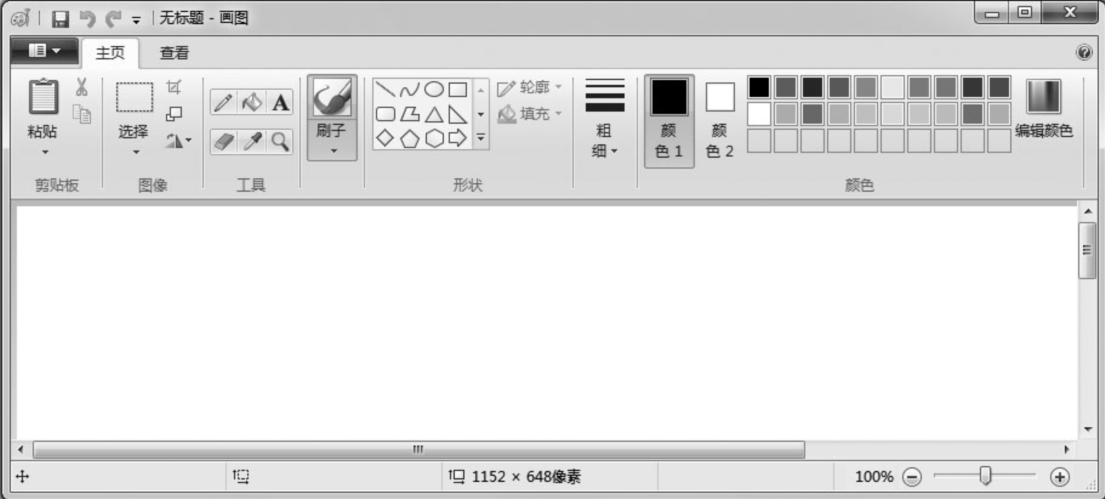 无标题 - 画图
主页 查看
粘贴
剪贴板
选择
图像
A
工具
刷子
轮廓
填充
形状
粗
细
颜
色 1
颜
色 2
编辑颜色
颜色
1152 × 648像素
100%